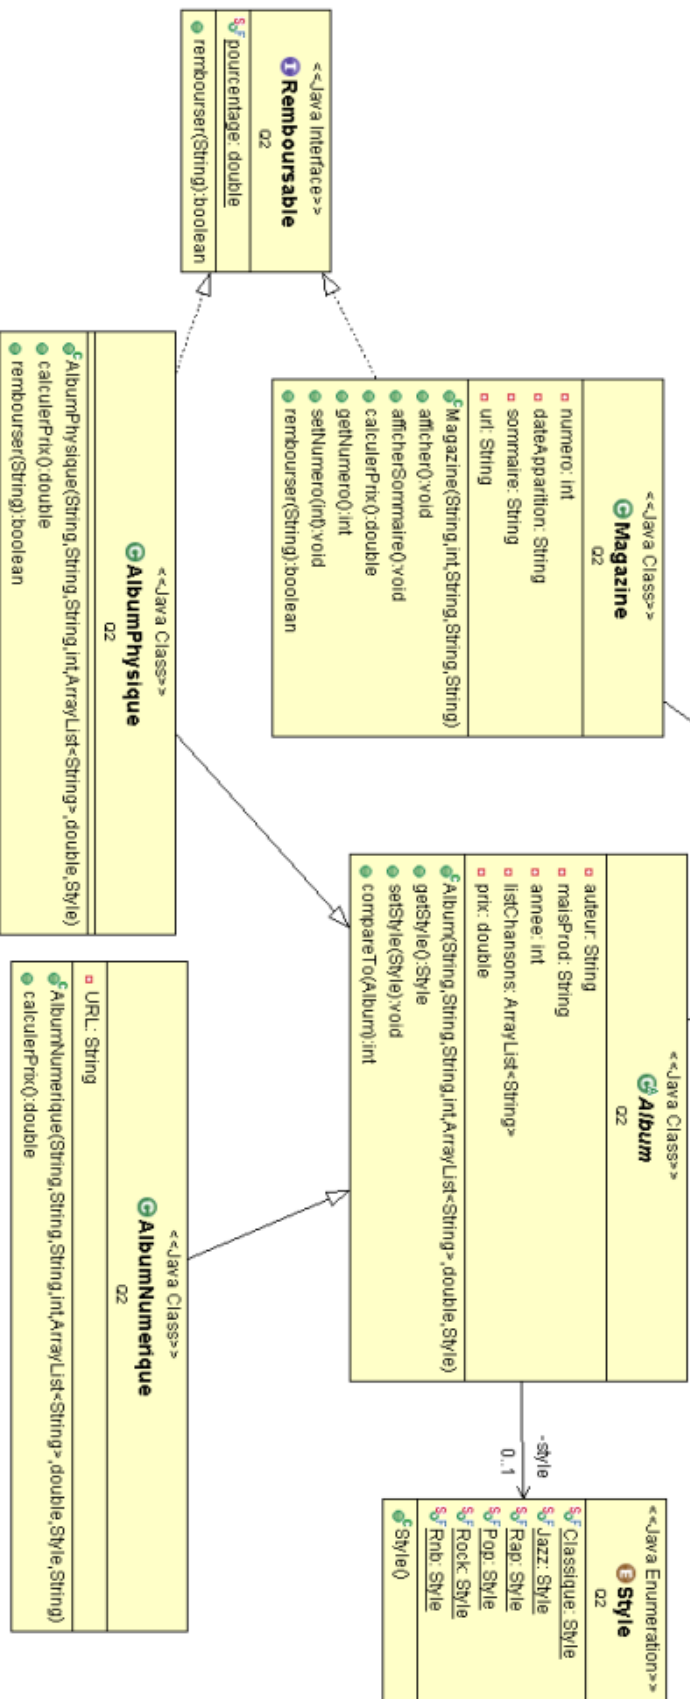 <<Java Interface>>
Remboursable
Q2
pourcentage: double
rembourser(String):boolean
<<Java Class>>
Magazine
Q2
numero: int
dateApparition: String
sommaire: String
url: String
Magazine(String,int,String,String,String)
afficher():void
afficherSommaire():void
calculerPrix():double
getNumero():int
setNumero(int):void
rembourser(String):boolean
<<Java Class>>
AlbumPhysique
Q2
AlbumPhysique(String,String,String,int,ArrayList<String>,double,Style)
calculerPrix():double
rembourser(String):boolean
<<Java Class>>
Album
Q2
auteur: String
maisProd: String
annee: int
listChansons: ArrayList<String>
prix: double
Album(String,String,String,int,ArrayList<String>,double,Style)
getStyle():Style
setStyle(Style):void
compareTo(Album):int
<<Java Class>>
AlbumNumerique
Q2
URL: String
AlbumNumerique(String,String,String,int,ArrayList<String>,double,Style,String)
calculerPrix():double
-style
0..1
<<Java Enumeration>>
Style
Q2
Classique: Style
Jazz: Style
Rap: Style
Pop: Style
Rock: Style
Rnb: Style
Style()